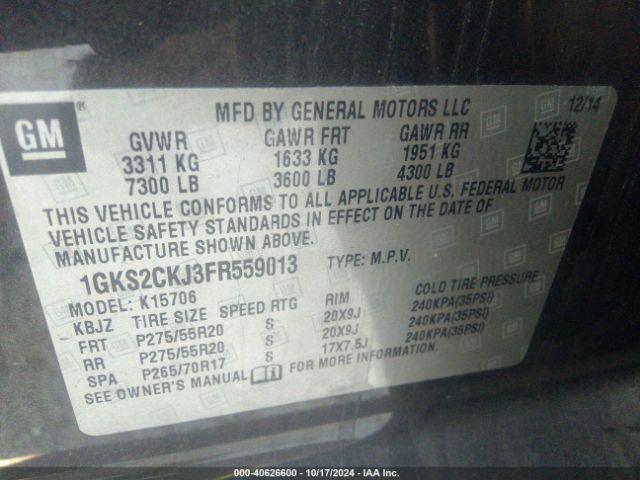 GM
®
MFD BY GENERAL MOTORS LLC
12/14
GVWR GAWR FRT GAWR RR
3311 KG 1633 KG 1951 KG
7300 LB 3600 LB 4300 LB
THIS VEHICLE CONFORMS TO ALL APPLICABLE U.S. FEDERAL MOTOR
VEHICLE SAFETY STANDARDS IN EFFECT ON THE DATE OF
MANUFACTURE SHOWN ABOVE.
1GKS2CKJ3FR559013 TYPE: M.P.V.
MODEL: K15706
KBJZ TIRE SIZE SPEED RTG RIM COLD TIRE PRESSURE
FRT P275/55R20 S 20X9J 240KPA(35PSI)
RR P275/55R20 S 20X9J 240KPA(35PSI)
SPA P265/70R17 S 17X7.5J 240KPA(35PSI)
SEE OWNER'S MANUAL FOR MORE INFORMATION.
000-40626600 - 10/17/2024 - IAA Inc.